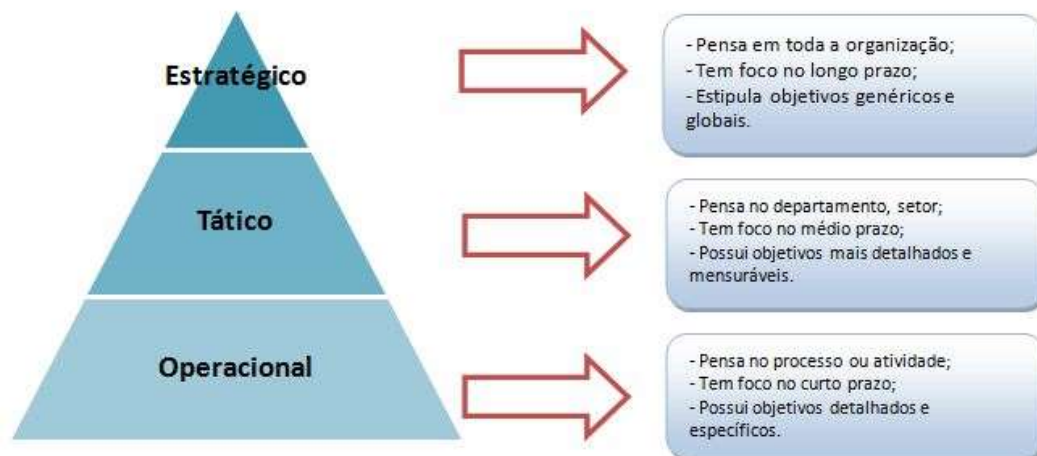 Estratégico
- Pensa em toda a organização;
- Tem foco no longo prazo;
- Estipula objetivos genéricos e
globais.
Tático
- Pensa no departamento, setor;
- Tem foco no médio prazo;
- Possui objetivos mais detalhados e
mensuráveis.
Operacional
- Pensa no processo ou atividade;
- Tem foco no curto prazo;
- Possui objetivos detalhados e
específicos.